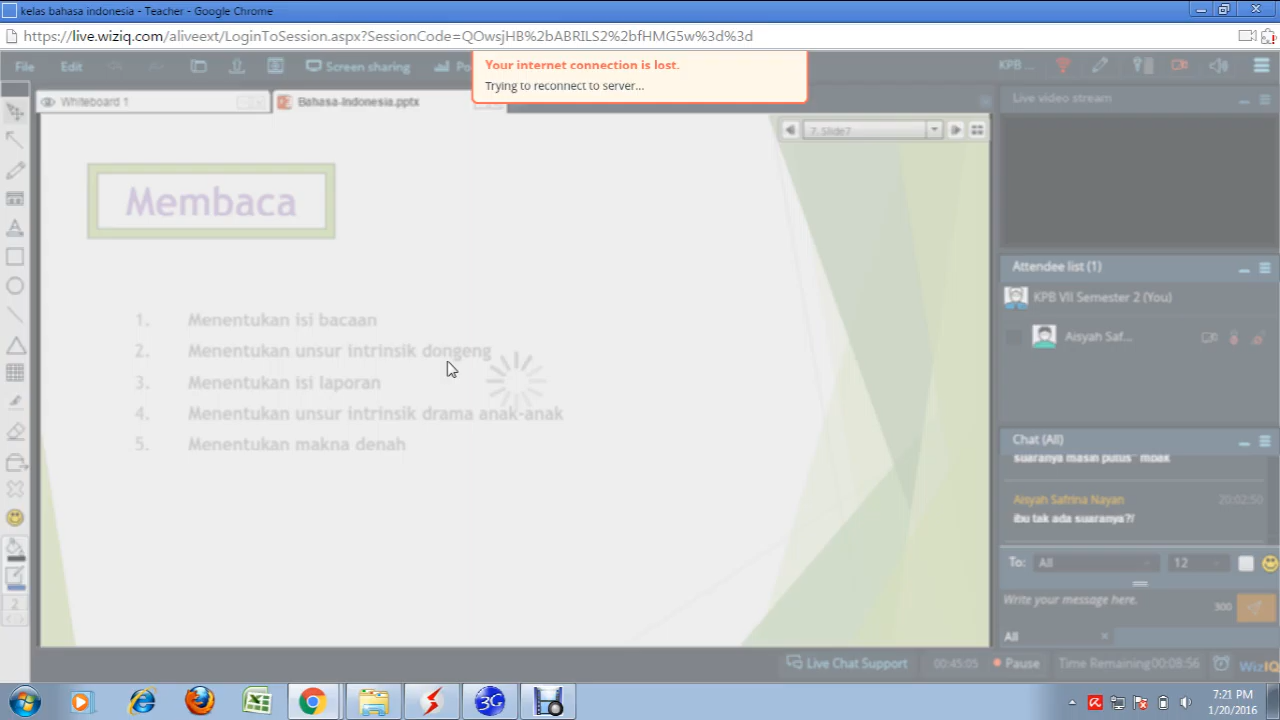 kelas bahasa indonesia - Teacher - Google Chrome
https://live.wiziq.com/aliveext/LoginToSession.aspx?SessionCode=QOwsjHB%2bABRILS2%2bfHMG5w%3d%3d
Your internet connection is lost.
Trying to reconnect to server...
File Edit Screen sharing KPB ...
Whiteboard 1 Bahasa-Indonesia.pptx
Live video stream
7. Slide7
Membaca
1. Menentukan isi bacaan
2. Menentukan unsur intrinsik dongeng
3. Menentukan isi laporan
4. Menentukan unsur intrinsik drama anak-anak
5. Menentukan makna denah
Attendee list (1)
KPB VII Semester 2 (You)
Aisyah Saf...
Chat (All)
suaranya masih putus" mbak
Aisyah Safrina Nayan 20:02:50
ibu tak ada suaranya?/
To: All 12
Write your message here. 300
All
Live Chat Support 00:45:05 Pause Time Remaining 00:08:56 WizIQ
2
3G
7:21 PM
1/20/2016